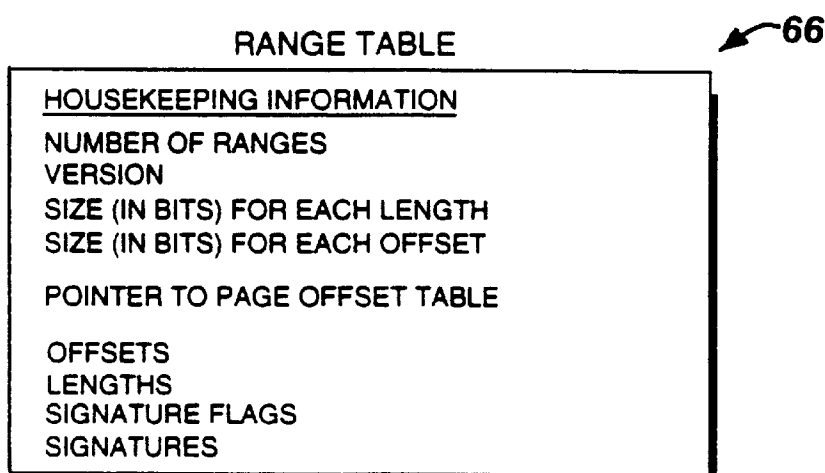 RANGE TABLE
66
HOUSEKEEPING INFORMATION
NUMBER OF RANGES
VERSION
SIZE (IN BITS) FOR EACH LENGTH
SIZE (IN BITS) FOR EACH OFFSET
POINTER TO PAGE OFFSET TABLE
OFFSETS
LENGTHS
SIGNATURE FLAGS
SIGNATURES